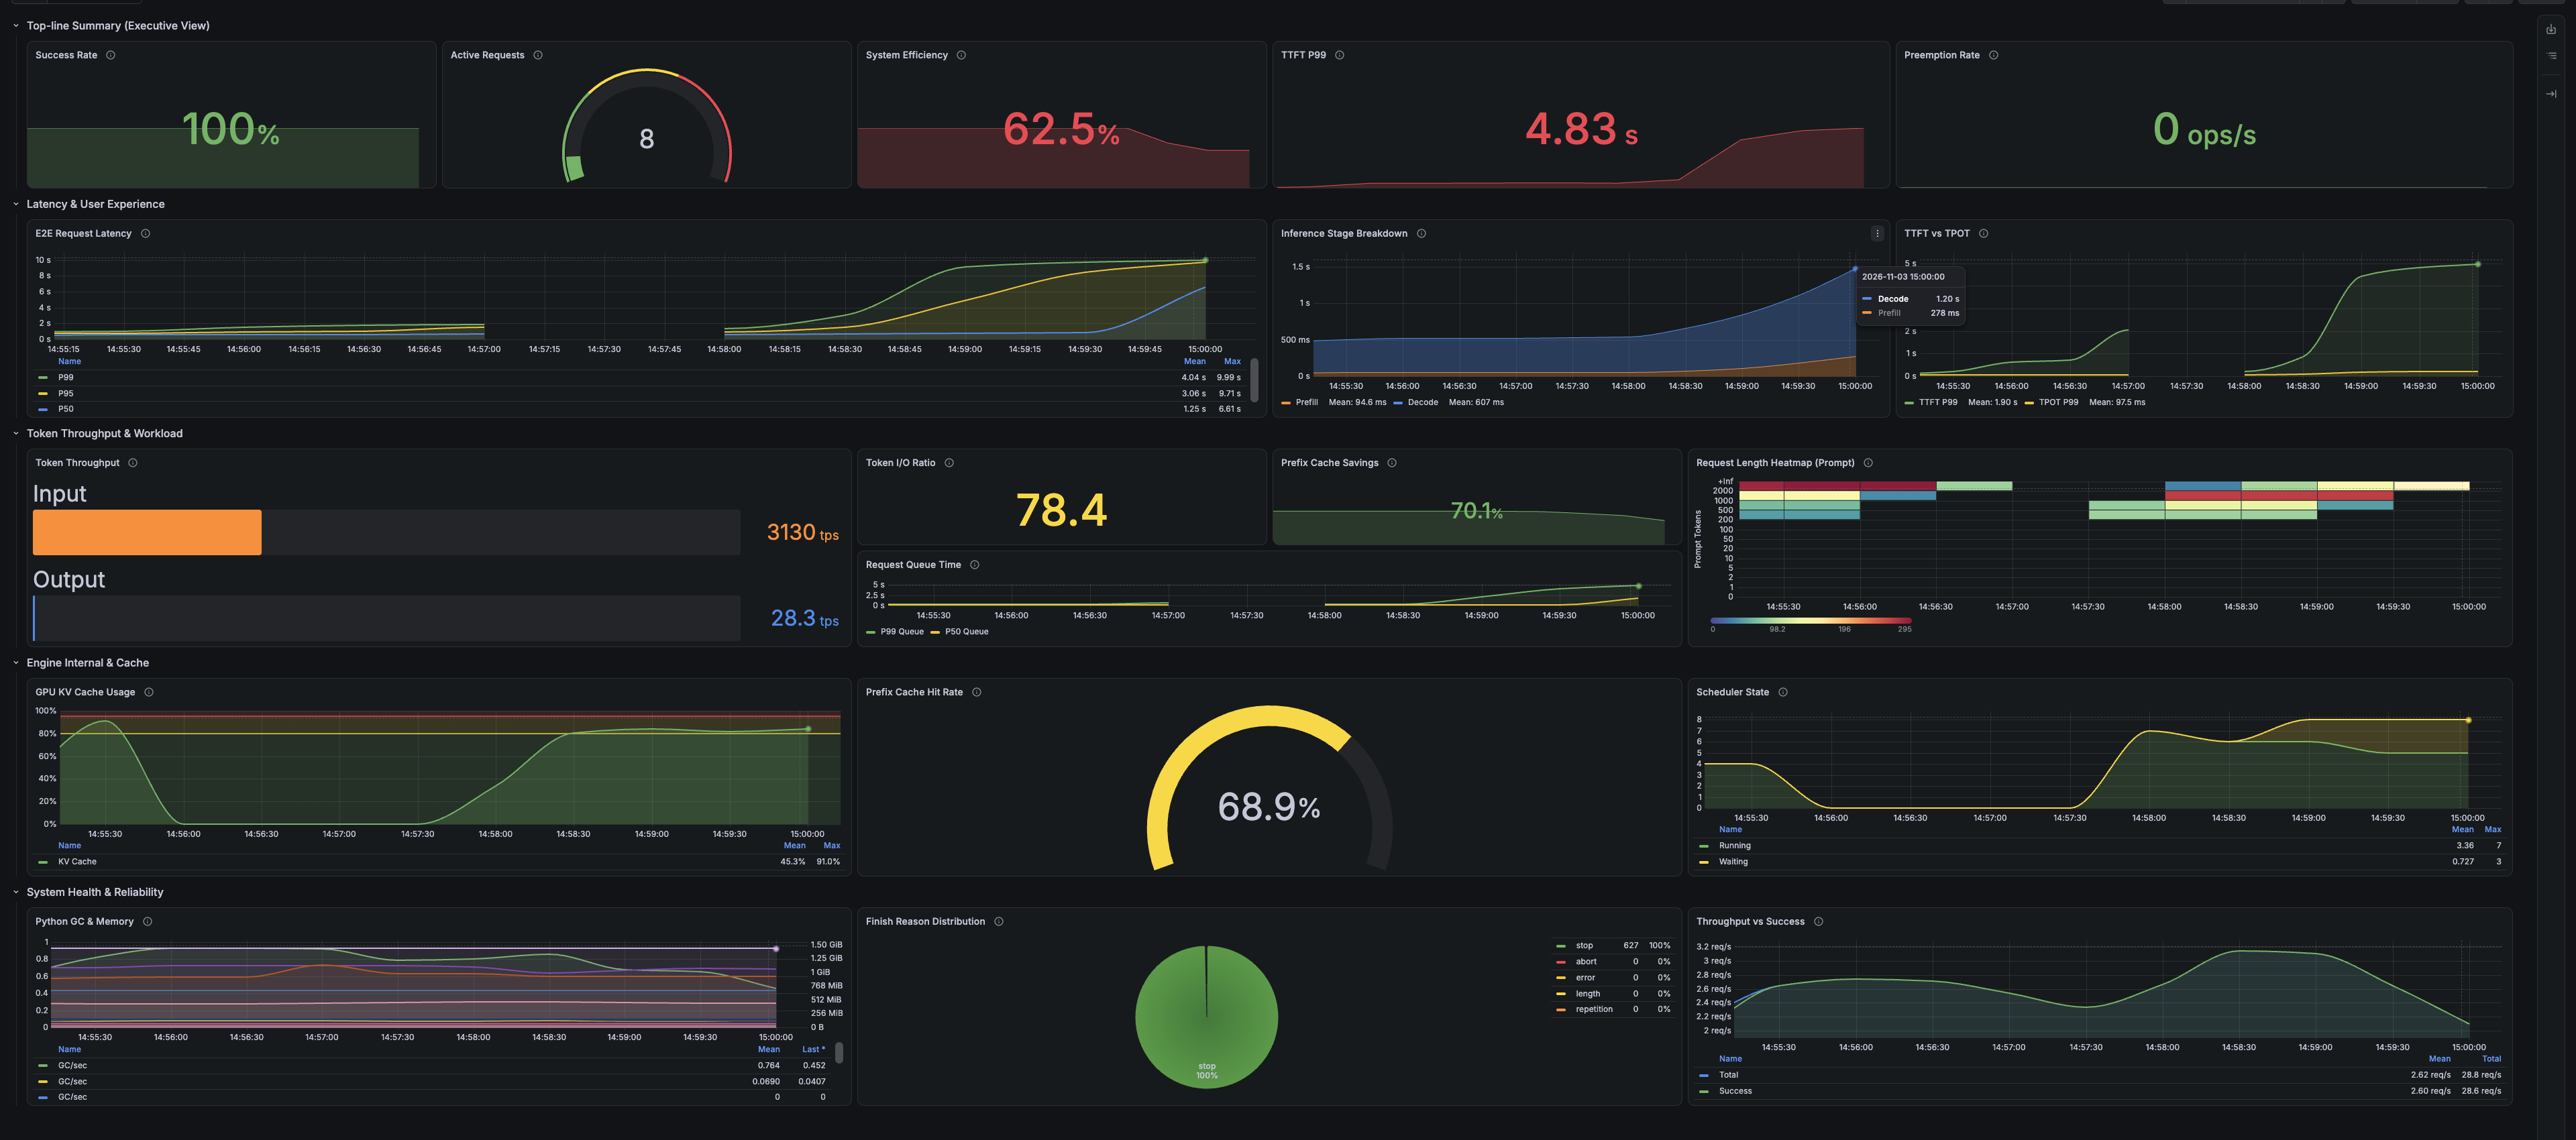 Top-line Summary (Executive View)
Success Rate
100%
Active Requests
8
System Efficiency
62.5%
TTFT P99
4.83 s
Preemption Rate
0 ops/s
Latency & User Experience
E2E Request Latency
10 s
8 s
6 s
4 s
2 s
0 s
14:55:15 14:55:30 14:55:45 14:56:00 14:56:15 14:56:30 14:56:45 14:57:00 14:57:15 14:57:30 14:57:45 14:58:00 14:58:15 14:58:30 14:58:45 14:59:00 14:59:15 14:59:30 14:59:45 15:00:00
Name Mean Max
P99 4.04 s 9.99 s
P95 3.06 s 9.71 s
P50 1.25 s 6.61 s
Inference Stage Breakdown
1.5 s
1 s
500 ms
0 s
14:55:30 14:56:00 14:56:30 14:57:00 14:57:30 14:58:00 14:58:30 14:59:00 14:59:30 15:00:00
Prefill Mean: 94.6 ms Decode Mean: 607 ms
2026-11-03 15:00:00
Decode 1.20 s
Prefill 278 ms
TTFT vs TPOT
5 s
2 s
1 s
0 s
14:55:30 14:56:00 14:56:30 14:57:00 14:57:30 14:58:00 14:58:30 14:59:00 14:59:30 15:00:00
TTFT P99 Mean: 1.90 s TPOT P99 Mean: 97.5 ms
Token Throughput & Workload
Token Throughput
Input
3130 tps
Output
28.3 tps
Token I/O Ratio
78.4
Prefix Cache Savings
70.1%
Request Queue Time
5 s
2.5 s
0 s
14:55:30 14:56:00 14:56:30 14:57:00 14:57:30 14:58:00 14:58:30 14:59:00 14:59:30 15:00:00
P99 Queue P50 Queue
Request Length Heatmap (Prompt)
Prompt Tokens
+Inf
2000
1000
500
200
100
50
20
10
5
2
1
0
14:55:30 14:56:00 14:56:30 14:57:00 14:57:30 14:58:00 14:58:30 14:59:00 14:59:30 15:00:00
0 98.2 196 295
Engine Internal & Cache
GPU KV Cache Usage
100%
80%
60%
40%
20%
0%
14:55:30 14:56:00 14:56:30 14:57:00 14:57:30 14:58:00 14:58:30 14:59:00 14:59:30 15:00:00
Name Mean Max
KV Cache 45.3% 91.0%
Prefix Cache Hit Rate
68.9%
Scheduler State
8
7
6
5
4
3
2
1
0
14:55:30 14:56:00 14:56:30 14:57:00 14:57:30 14:58:00 14:58:30 14:59:00 14:59:30 15:00:00
Name Mean Max
Running 3.36 7
Waiting 0.727 3
System Health & Reliability
Python GC & Memory
1
0.8
0.6
0.4
0.2
0
1.50 GiB
1.25 GiB
1 GiB
768 MiB
512 MiB
256 MiB
0 B
14:55:30 14:56:00 14:56:30 14:57:00 14:57:30 14:58:00 14:58:30 14:59:00 14:59:30 15:00:00
Name Mean Last *
GC/sec 0.764 0.452
GC/sec 0.0690 0.0407
GC/sec 0 0
Finish Reason Distribution
stop
100%
stop 627 100%
abort 0 0%
error 0 0%
length 0 0%
repetition 0 0%
Throughput vs Success
3.2 req/s
3 req/s
2.8 req/s
2.6 req/s
2.4 req/s
2.2 req/s
2 req/s
14:55:30 14:56:00 14:56:30 14:57:00 14:57:30 14:58:00 14:58:30 14:59:00 14:59:30 15:00:00
Name Mean Total
Total 2.62 req/s 28.8 req/s
Success 2.60 req/s 28.6 req/s